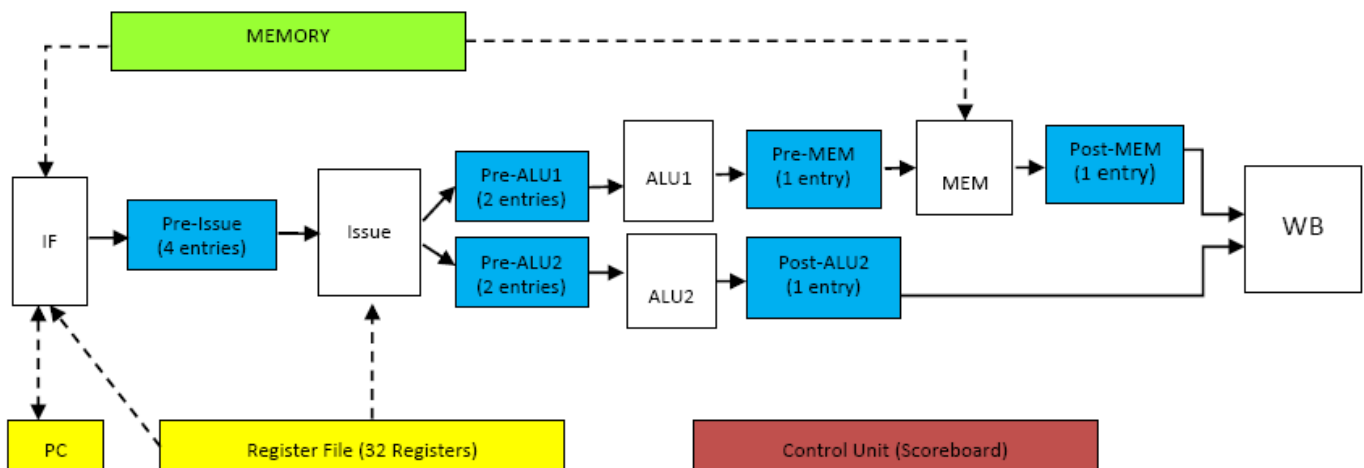 MEMORY
IF
Pre-Issue
(4 entries)
Issue
Pre-ALU1
(2 entries)
Pre-ALU2
(2 entries)
ALU1
ALU2
Pre-MEM
(1 entry)
Post-ALU2
(1 entry)
MEM
Post-MEM
(1 entry)
WB
PC
Register File (32 Registers)
Control Unit (Scoreboard)